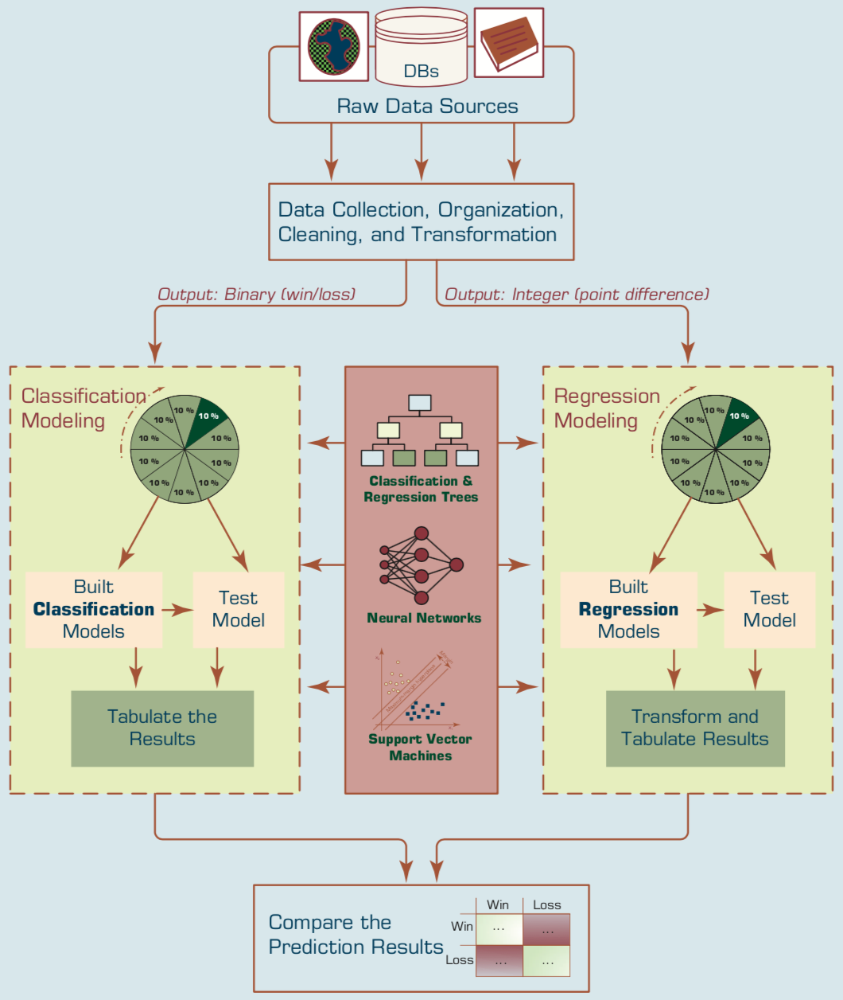 DBs
Raw Data Sources
Data Collection, Organization,
Cleaning, and Transformation
Output: Binary (win/loss)
Output: Integer (point difference)
Classification
Modeling
10 %
10 %
10 %
10 %
10 %
10 %
10 %
10 %
10 %
10 %
Built
Classification
Models
Test
Model
Tabulate the
Results
Classification &
Regression Trees
Neural Networks
Support Vector
Machines
Regression
Modeling
10 %
10 %
10 %
10 %
10 %
10 %
10 %
10 %
10 %
10 %
Built
Regression
Models
Test
Model
Transform and
Tabulate Results
Compare the
Prediction Results
Win Loss
Win ... ...
Loss ... ...